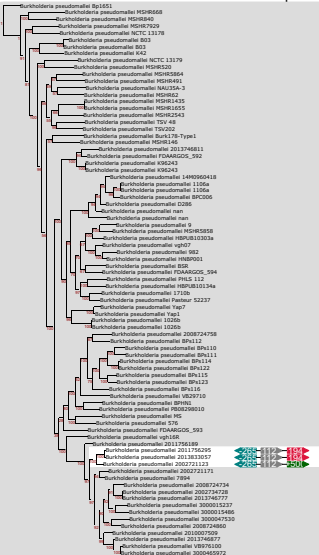 Burkholderia pseudomallei Bp1651
Burkholderia pseudomallei MSHR668
Burkholderia pseudomallei MSHR840
Burkholderia pseudomallei MSHR7929
Burkholderia pseudomallei NCTC 13178
Burkholderia pseudomallei B03
Burkholderia pseudomallei B03
Burkholderia pseudomallei K42
Burkholderia pseudomallei NCTC 13179
Burkholderia pseudomallei MSHR520
Burkholderia pseudomallei MSHR5864
Burkholderia pseudomallei MSHR491
Burkholderia pseudomallei NAU35A-3
Burkholderia pseudomallei MSHR62
Burkholderia pseudomallei MSHR1435
Burkholderia pseudomallei MSHR1655
Burkholderia pseudomallei MSHR2543
Burkholderia pseudomallei TSV 48
Burkholderia pseudomallei TSV202
Burkholderia pseudomallei Burk178-Type1
Burkholderia pseudomallei MSHR146
Burkholderia pseudomallei 2013746811
Burkholderia pseudomallei FDAARGOS_592
Burkholderia pseudomallei K96243
Burkholderia pseudomallei K96243
Burkholderia pseudomallei 14M0960418
Burkholderia pseudomallei 1106a
Burkholderia pseudomallei 1106a
Burkholderia pseudomallei BPC006
Burkholderia pseudomallei D286
Burkholderia pseudomallei nan
Burkholderia pseudomallei nan
Burkholderia pseudomallei 9
Burkholderia pseudomallei MSHR5858
Burkholderia pseudomallei HBPUB10303a
Burkholderia pseudomallei vgh07
Burkholderia pseudomallei 982
Burkholderia pseudomallei HNBP001
Burkholderia pseudomallei BSR
Burkholderia pseudomallei FDAARGOS_594
Burkholderia pseudomallei PHLS 112
Burkholderia pseudomallei HBPUB10134a
Burkholderia pseudomallei 1710b
Burkholderia pseudomallei Pasteur 52237
Burkholderia pseudomallei Yap7
Burkholderia pseudomallei Yap1
Burkholderia pseudomallei 1026b
Burkholderia pseudomallei 1026b
Burkholderia pseudomallei 2008724758
Burkholderia pseudomallei BPs112
Burkholderia pseudomallei BPs110
Burkholderia pseudomallei BPs111
Burkholderia pseudomallei BPs114
Burkholderia pseudomallei BPs122
Burkholderia pseudomallei BPs115
Burkholderia pseudomallei BPs123
Burkholderia pseudomallei BPs116
Burkholderia pseudomallei VB29710
Burkholderia pseudomallei BPHN1
Burkholderia pseudomallei PB08298010
Burkholderia pseudomallei MS
Burkholderia pseudomallei 576
Burkholderia pseudomallei FDAARGOS_593
Burkholderia pseudomallei vgh16R
Burkholderia pseudomallei 2011756189
Burkholderia pseudomallei 2011756295
Burkholderia pseudomallei 2013833057
Burkholderia pseudomallei 2002721123
Burkholderia pseudomallei 2002721171
Burkholderia pseudomallei 7894
Burkholderia pseudomallei 2008724734
Burkholderia pseudomallei 2002734728
Burkholderia pseudomallei 2013746777
Burkholderia pseudomallei 3000015237
Burkholderia pseudomallei 3000015486
Burkholderia pseudomallei 3000047530
Burkholderia pseudomallei 2008724860
Burkholderia pseudomallei 2010007509
Burkholderia pseudomallei 2013746877
Burkholderia pseudomallei VB976100
Burkholderia pseudomallei 3000465972